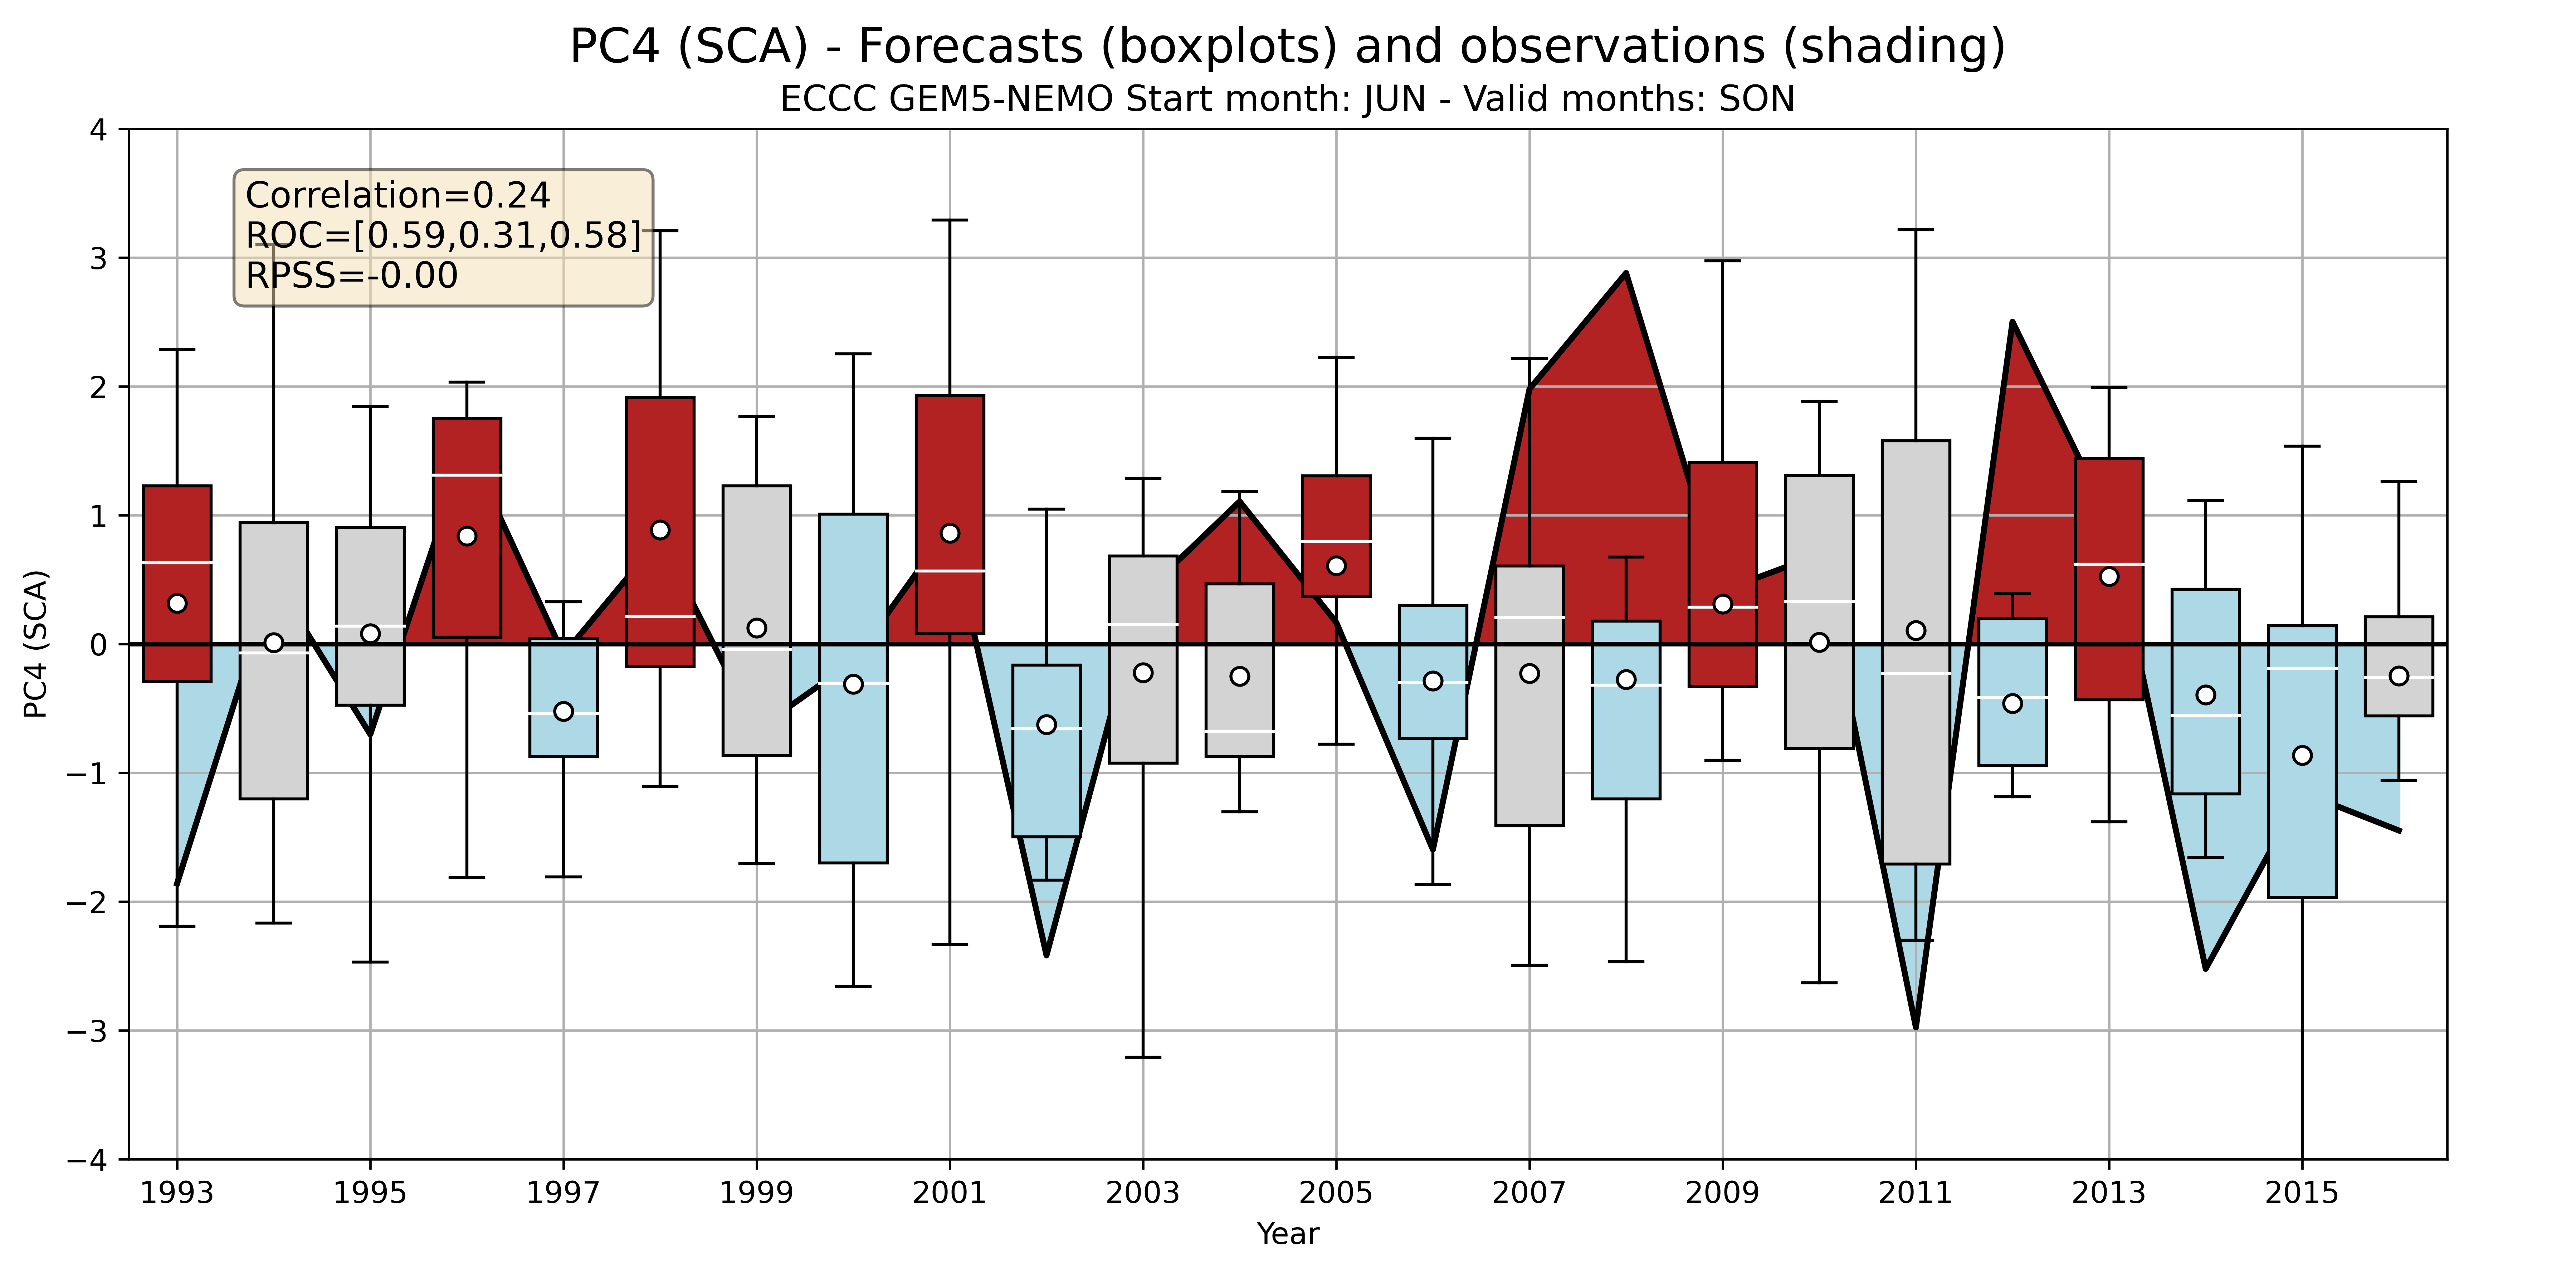 PC4 (SCA) - Forecasts (boxplots) and observations (shading)
ECCC GEM5-NEMO Start month: JUN - Valid months: SON
Correlation=0.24
ROC=[0.59,0.31,0.58]
RPSS=-0.00
PC4 (SCA)
4
3
2
1
0
−1
−2
−3
−4
1993 1995 1997 1999 2001 2003 2005 2007 2009 2011 2013 2015
Year